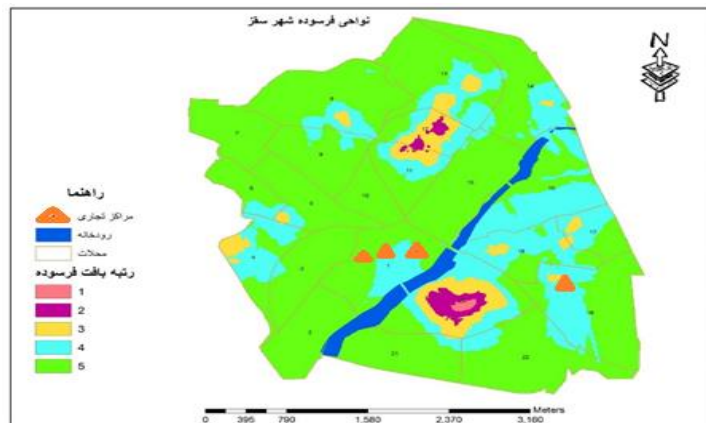 نواحی فرسوده شهر سقز
N
راهنما
مراکز تجاری
رودخانه
محلات
رتبه بافت فرسوده
1
2
3
4
5
Meters
0 395 790 1,580 2,370 3,160